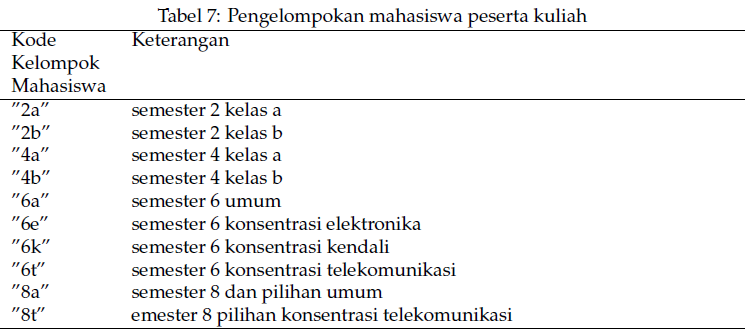 Tabel 7: Pengelompokan mahasiswa peserta kuliah
Kode Keterangan
Kelompok
Mahasiswa
”2a” semester 2 kelas a
”2b” semester 2 kelas b
”4a” semester 4 kelas a
”4b” semester 4 kelas b
”6a” semester 6 umum
”6e” semester 6 konsentrasi elektronika
”6k” semester 6 konsentrasi kendali
”6t” semester 6 konsentrasi telekomunikasi
”8a” semester 8 dan pilihan umum
”8t” emester 8 pilihan konsentrasi telekomunikasi